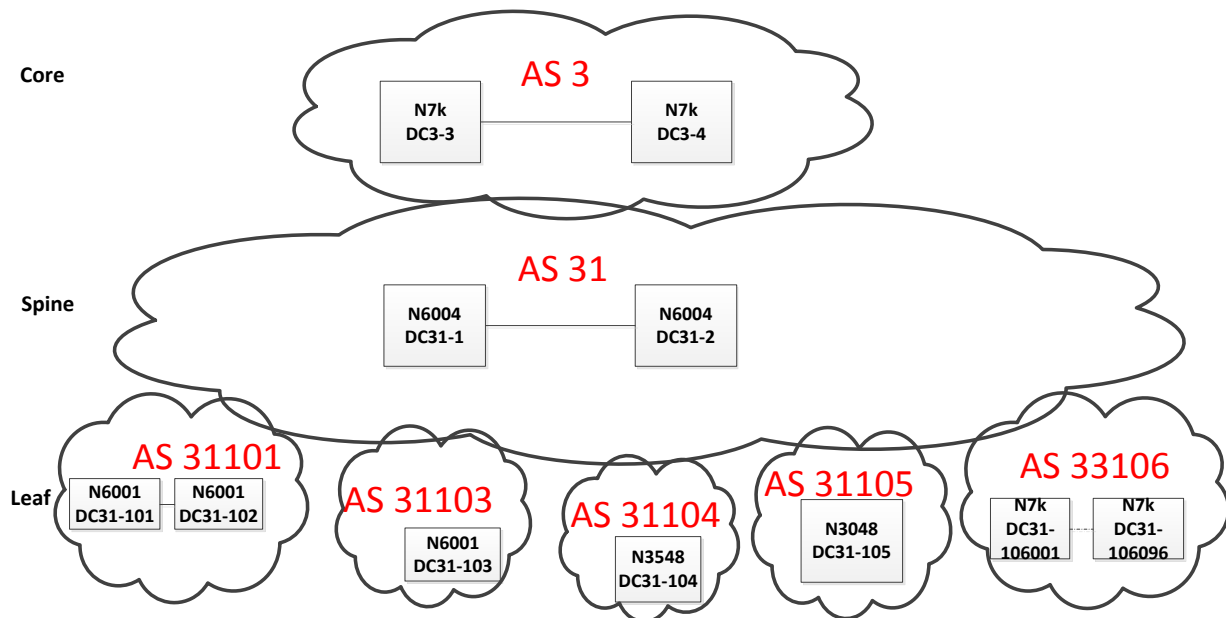 Core
AS 3
N7k
DC3-3
N7k
DC3-4
Spine
AS 31
N6004
DC31-1
N6004
DC31-2
Leaf
AS 31101
N6001
DC31-101
N6001
DC31-102
AS 31103
N6001
DC31-103
AS 31104
N3548
DC31-104
AS 31105
N3048
DC31-105
AS 33106
N7k
DC31-
106001
N7k
DC31-
106096